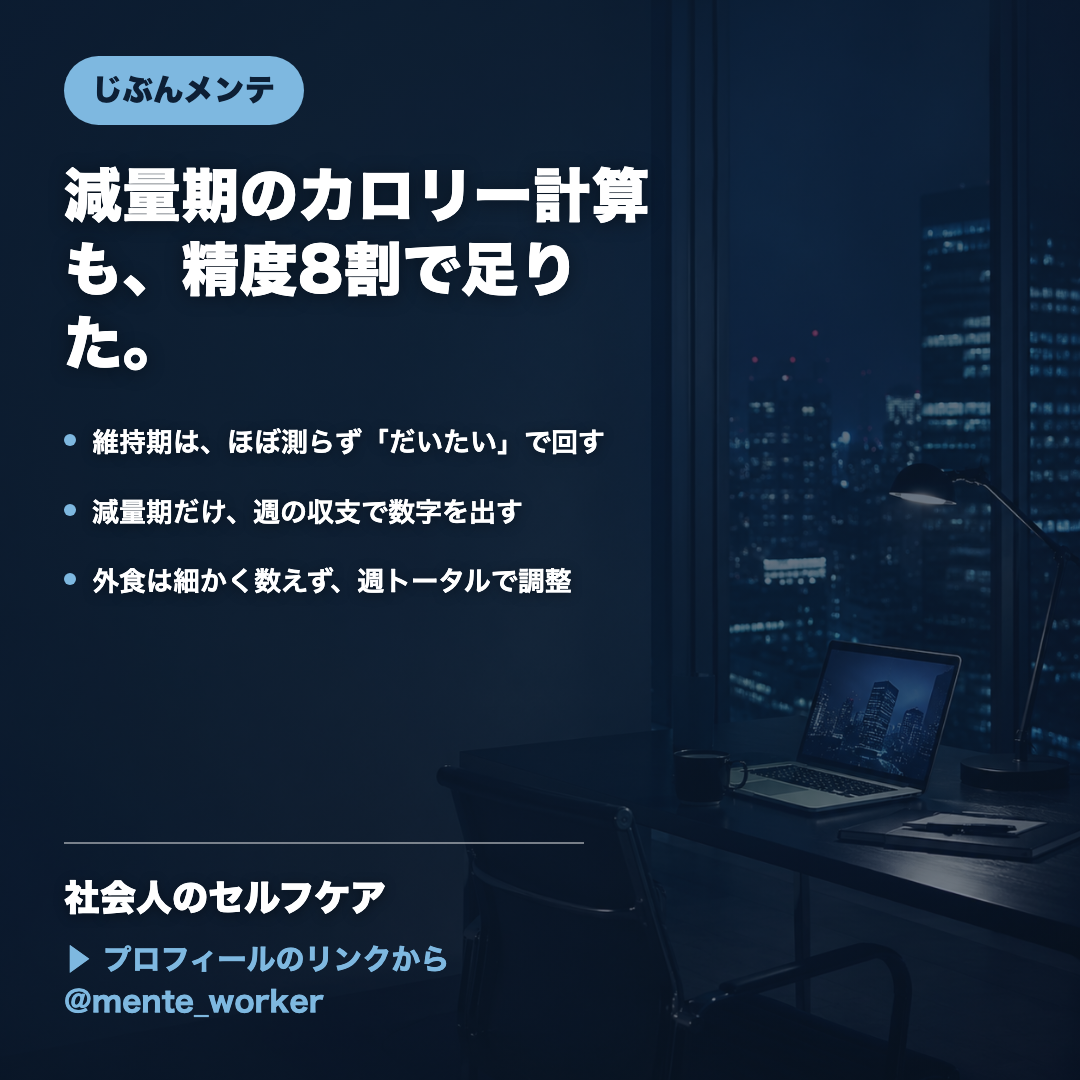 じぶんメンテ
減量期のカロリー計算
も、精度8割で足り
た。
維持期は、ほぼ測らず「だいたい」で回す
減量期だけ、週の収支で数字を出す
外食は細かく数えず、週トータルで調整
社会人のセルフケア
▶ プロフィールのリンクから
@mente_worker